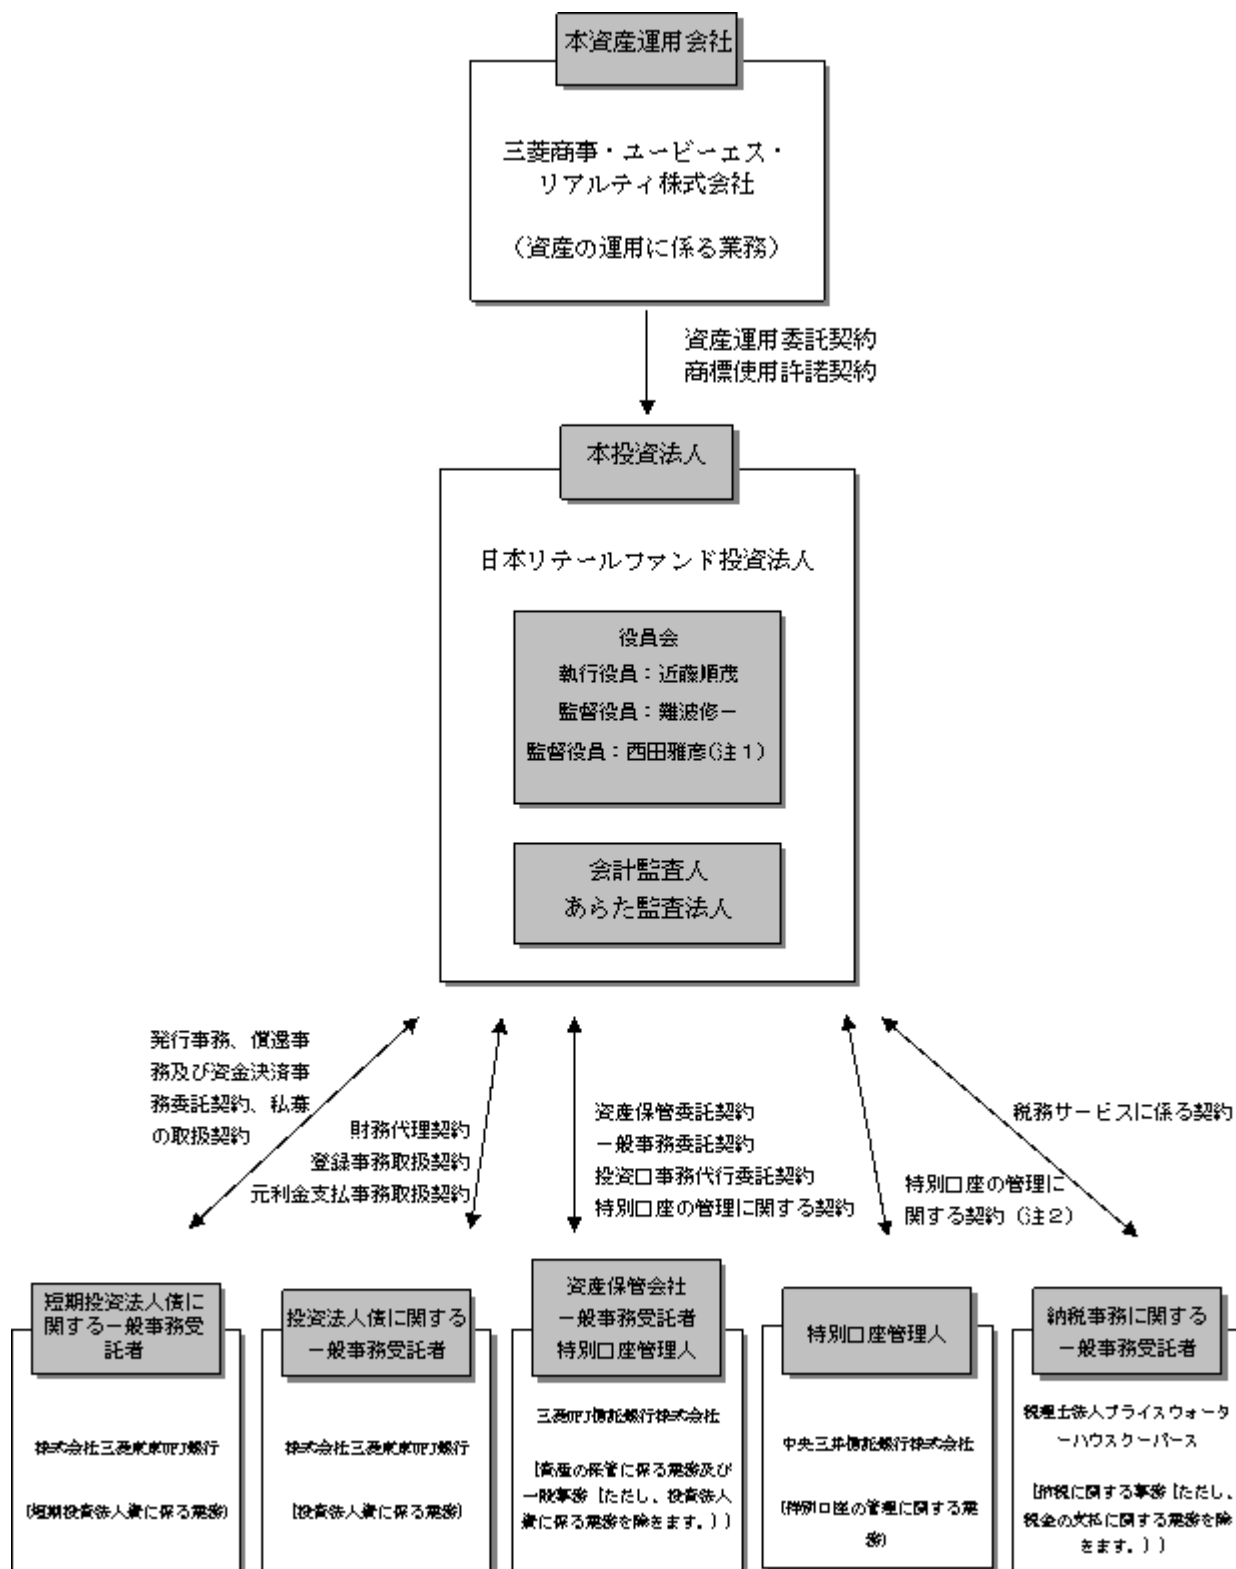 本資産運用会社
三菱商事・ユービーエス・
リアルティ株式会社
（資産の運用に係る業務）
資産運用委託契約
商標使用許諾契約
本投資法人
日本リテールファンド投資法人
役員会
執行役員：近藤順茂
監督役員：難波修一
監督役員：西田雅彦(注１)
会計監査人
あらた監査法人
発行事務、償還事
務及び資金決済事
務委託契約、私募
の取扱契約
財務代理契約
登録事務取扱契約
元利金支払事務取扱契約
資産保管委託契約
一般事務委託契約
投資口事務代行委託契約
特別口座の管理に関する契約
特別口座の管理に
関する契約（注２）
税務サービスに係る契約
短期投資法人債に
関する一般事務受
託者
株式会社三菱東京UFJ銀行
(短期投資法人債に係る業務)
投資法人債に関する
一般事務受託者
株式会社三菱東京UFJ銀行
(投資法人債に係る業務)
資産保管会社
一般事務受託者
特別口座管理人
三菱UFJ信託銀行株式会社
(資産の保管に係る業務及び
一般事務(ただし、投資法人
債に係る業務を除きます。))
特別口座管理人
中央三井信託銀行株式会社
(特別口座の管理に関する業
務)
納税事務に関する
一般事務受託者
税理士法人プライスウォータ
ーハウスクーパース
(納税に関する事務(ただし、
税金の支払に関する業務を除
きます。))